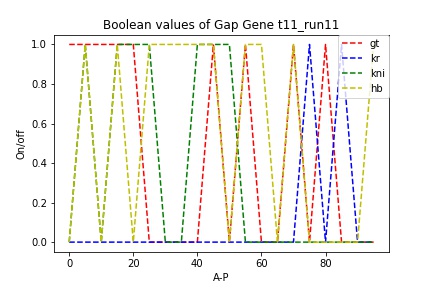 Boolean values of Gap Gene t11_run11
gt
kr
kni
hb
1.0
0.8
0.6
0.4
0.2
0.0
On/off
0
20
40
60
80
A-P